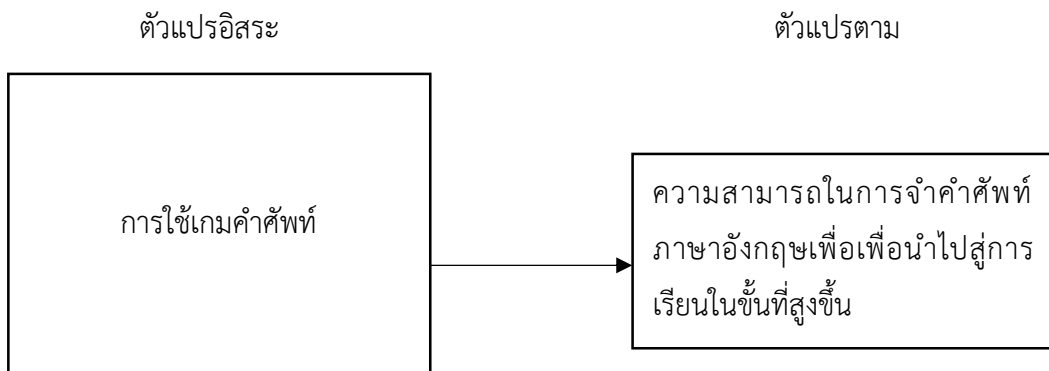 ตัวแปรอิสระ
ตัวแปรตาม
การใช้เกมคำศัพท์
ความสามารถในการจำคำศัพท์
ภาษาอังกฤษเพื่อเพื่อนำไปสู่การ
เรียนในขั้นที่สูงขึ้น